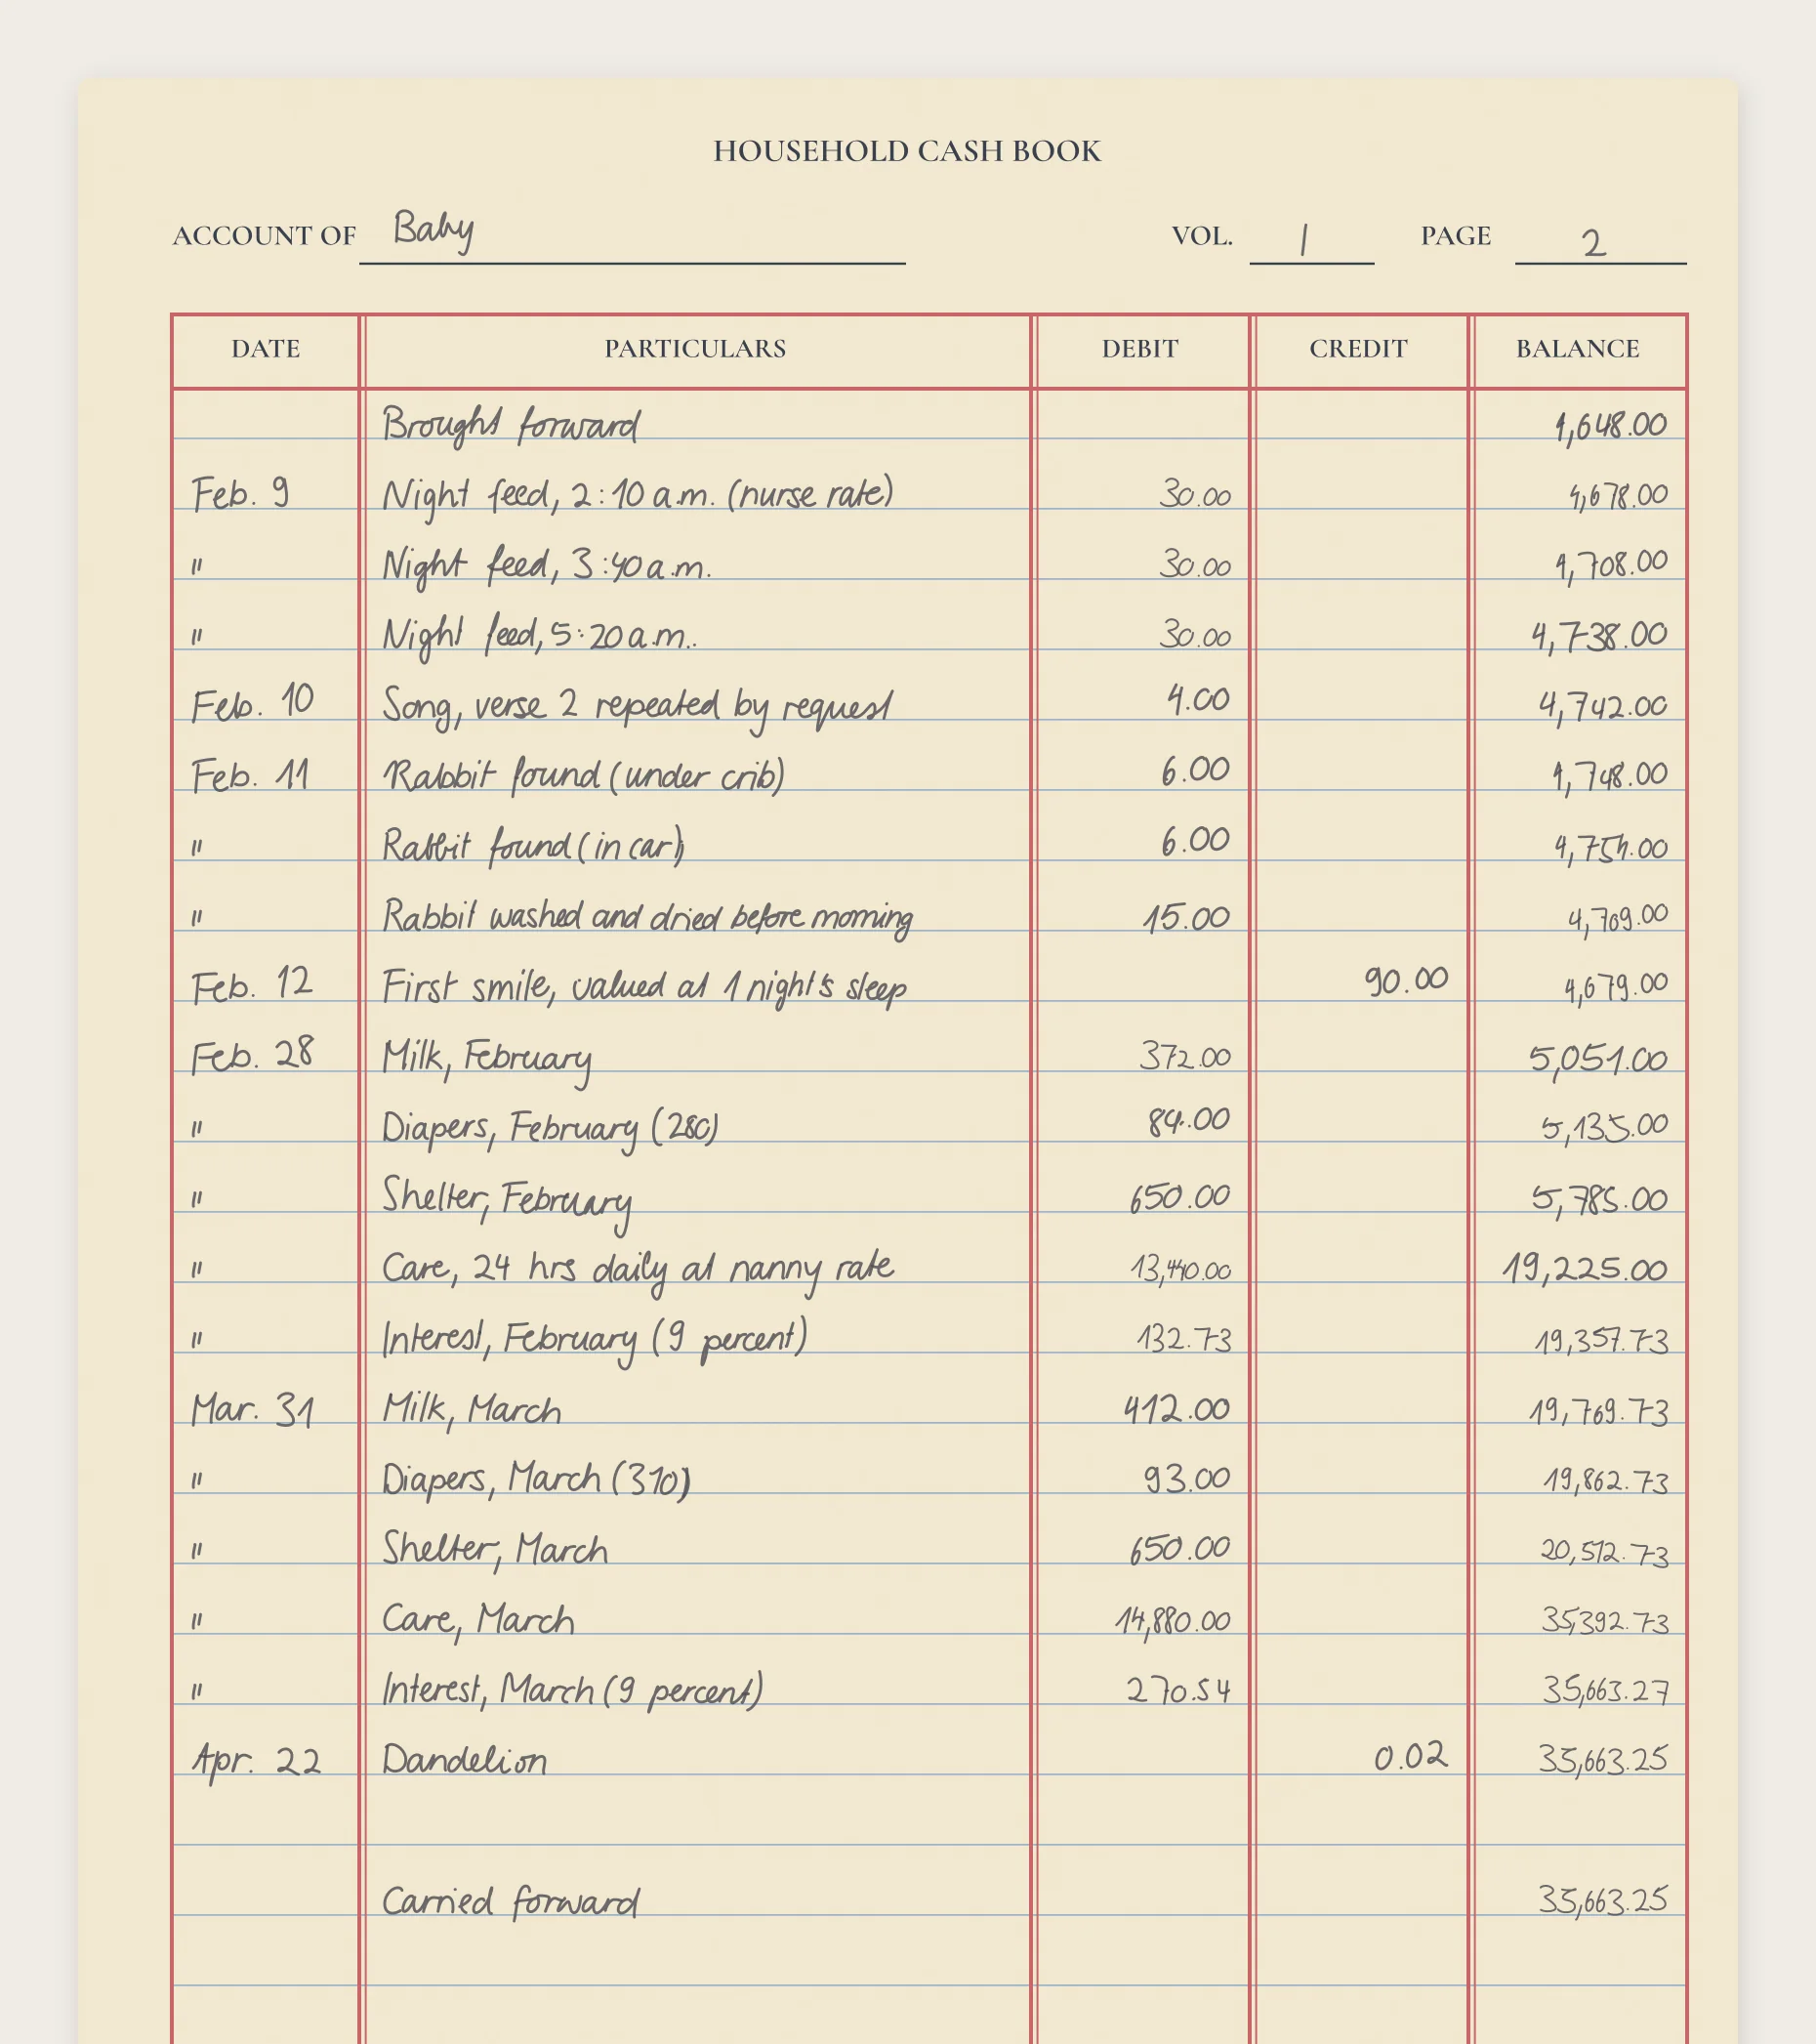 HOUSEHOLD CASH BOOK
ACCOUNT OF Baby VOL. 1 PAGE 2
DATE PARTICULARS DEBIT CREDIT BALANCE
Brought forward 4,648.00
Feb. 9 Night feed, 2:10 a.m. (nurse rate) 30.00 4,678.00
" Night feed, 3:40 a.m. 30.00 4,708.00
" Night feed, 5:20 a.m. 30.00 4,738.00
Feb. 10 Song, verse 2 repeated by request 4.00 4,742.00
Feb. 11 Rabbit found (under crib) 6.00 4,748.00
" Rabbit found (in car) 6.00 4,754.00
" Rabbit washed and dried before morning 15.00 4,769.00
Feb. 12 First smile, valued at 1 night's sleep 90.00 4,679.00
Feb. 28 Milk, February 372.00 5,051.00
" Diapers, February (280) 84.00 5,135.00
" Shelter, February 650.00 5,785.00
" Care, 24 hrs daily at nanny rate 13,440.00 19,225.00
" Interest, February (9 percent) 132.73 19,357.73
Mar. 31 Milk, March 412.00 19,769.73
" Diapers, March (310) 93.00 19,862.73
" Shelter, March 650.00 20,512.73
" Care, March 14,880.00 35,392.73
" Interest, March (9 percent) 270.54 35,663.27
Apr. 22 Dandelion 0.02 35,663.25
Carried forward 35,663.25